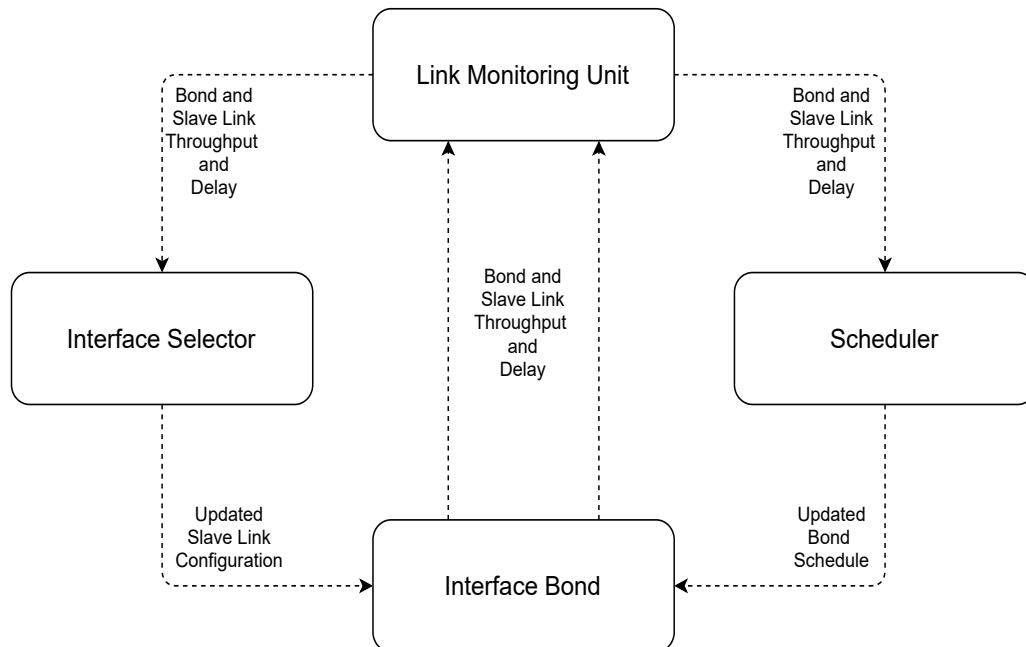 Link Monitoring Unit
Bond and
Slave Link
Throughput
and
Delay
Bond and
Slave Link
Throughput
and
Delay
Bond and
Slave Link
Throughput
and
Delay
Interface Selector
Scheduler
Updated
Slave Link
Configuration
Updated
Bond
Schedule
Interface Bond